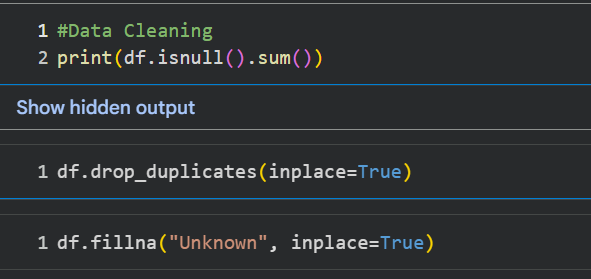 1 #Data Cleaning
2 print(df.isnull().sum())
Show hidden output
1 df.drop_duplicates(inplace=True)
1 df.fillna("Unknown", inplace=True)